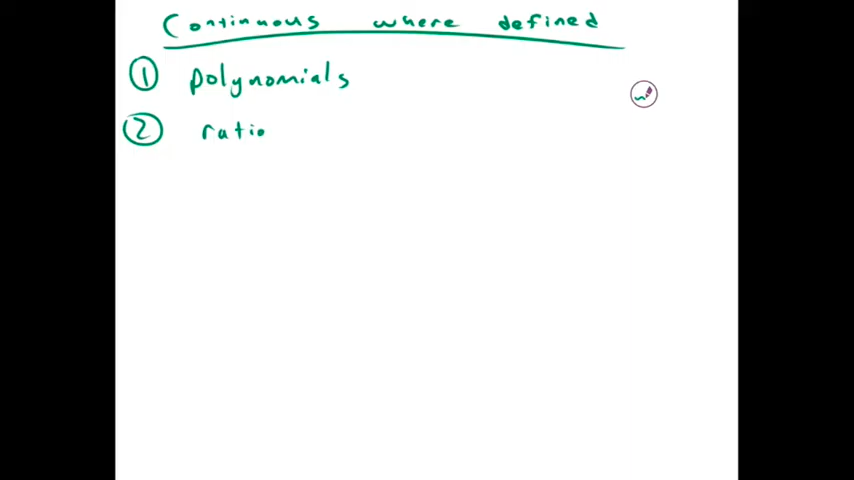 Continuous where defined
① polynomials
② ratio